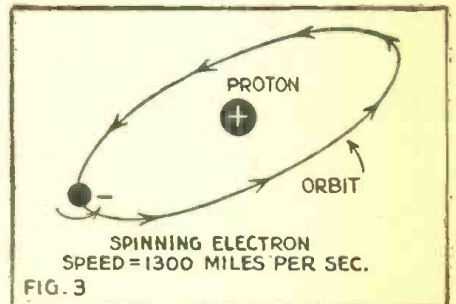 PROTON
+
ORBIT
–
SPINNING ELECTRON
SPEED=1300 MILES PER SEC.
FIG. 3